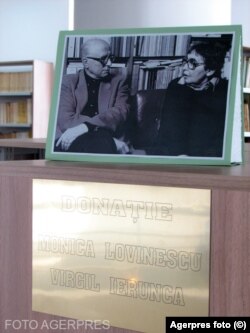 DONAȚIE
MONICA LOVINESCU
VIRGIL IERUNCA
FOTO AGERPRES
Agerpres foto ©